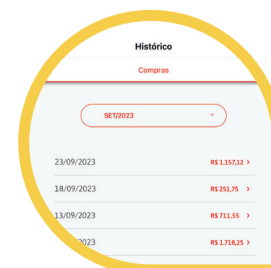 Histórico
Compras
SET/2023
23/09/2023 R$ 1.157,12 >
18/09/2023 R$ 251,75 >
13/09/2023 R$ 711,55 >
/2023 R$ 1.718,25 >